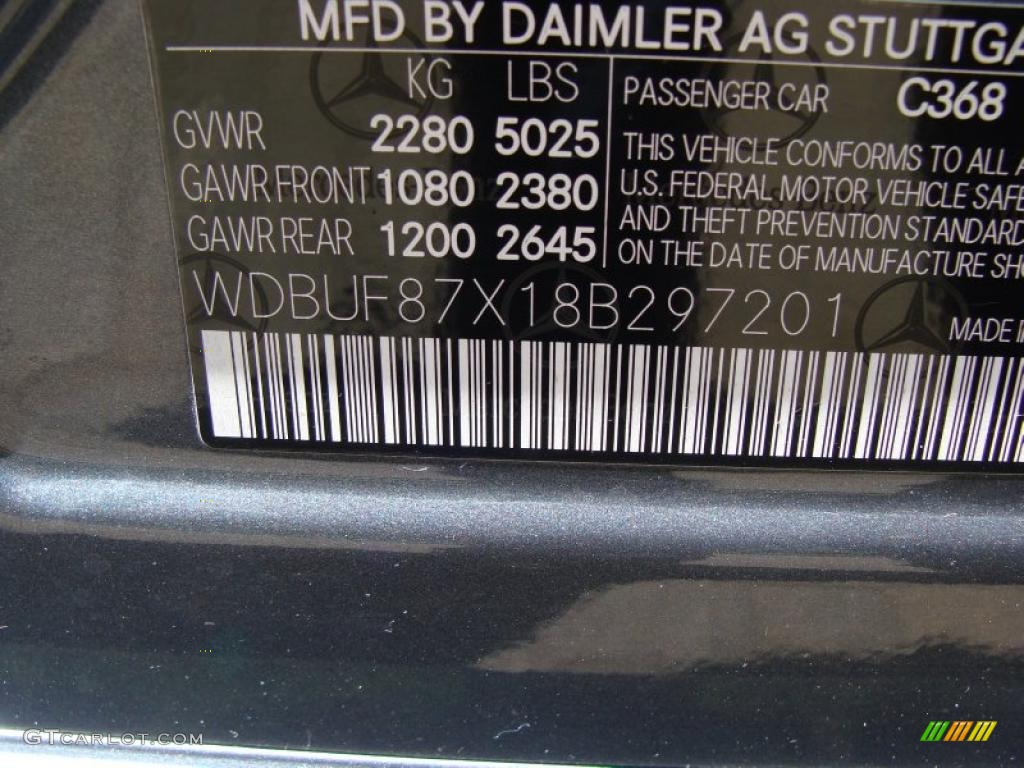 MFD BY DAIMLER AG STUTTGA
KG LBS
GVWR 2280 5025
GAWR FRONT 1080 2380
GAWR REAR 1200 2645
PASSENGER CAR C368
THIS VEHICLE CONFORMS TO ALL A
U.S. FEDERAL MOTOR VEHICLE SAFE
AND THEFT PREVENTION STANDARD
ON THE DATE OF MANUFACTURE SHO
WDBUF87X18B297201
MADE IN
GTCARLOT.COM